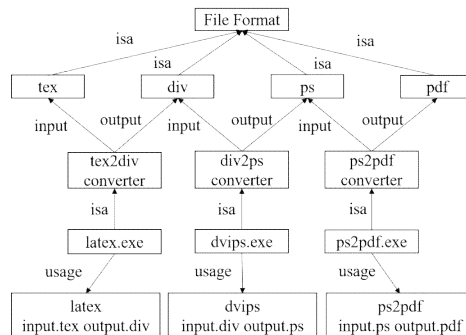 File Format
isa
isa
isa
isa
tex
div
ps
pdf
input
output
input
output
input
output
tex2div
converter
div2ps
converter
ps2pdf
converter
isa
isa
isa
latex.exe
dvips.exe
ps2pdf.exe
usage
usage
usage
latex
input.tex output.div
dvips
input.div output.ps
ps2pdf
input.ps output.pdf